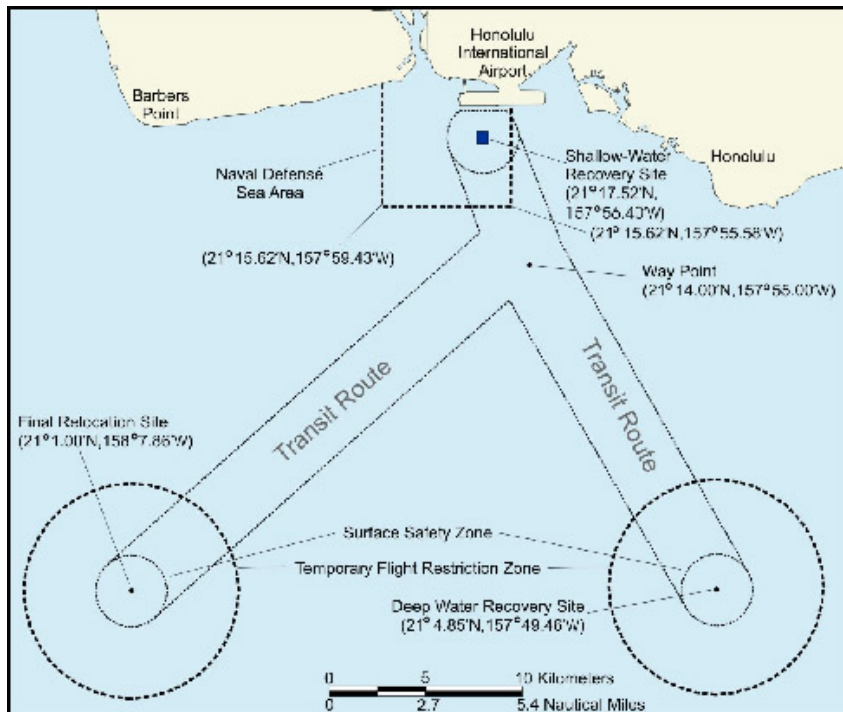 Honolulu
International
Airport
Barbers
Point
Naval Defense
Sea Area
Shallow-Water
Recovery Site
(21°17.52'N,
157°56.40'W)
Honolulu
(21°15.62'N,157°55.58'W)
(21°15.62'N,157°59.43'W)
Way Point
(21°14.00'N,157°55.00'W)
Transit Route
Transit Route
Final Relocation Site
(21°1.00'N,158°7.86'W)
Surface Safety Zone
Temporary Flight Restriction Zone
Deep Water Recovery Site
(21°4.85'N,157°49.46'W)
0 5 10 Kilometers
0 2.7 5.4 Nautical Miles